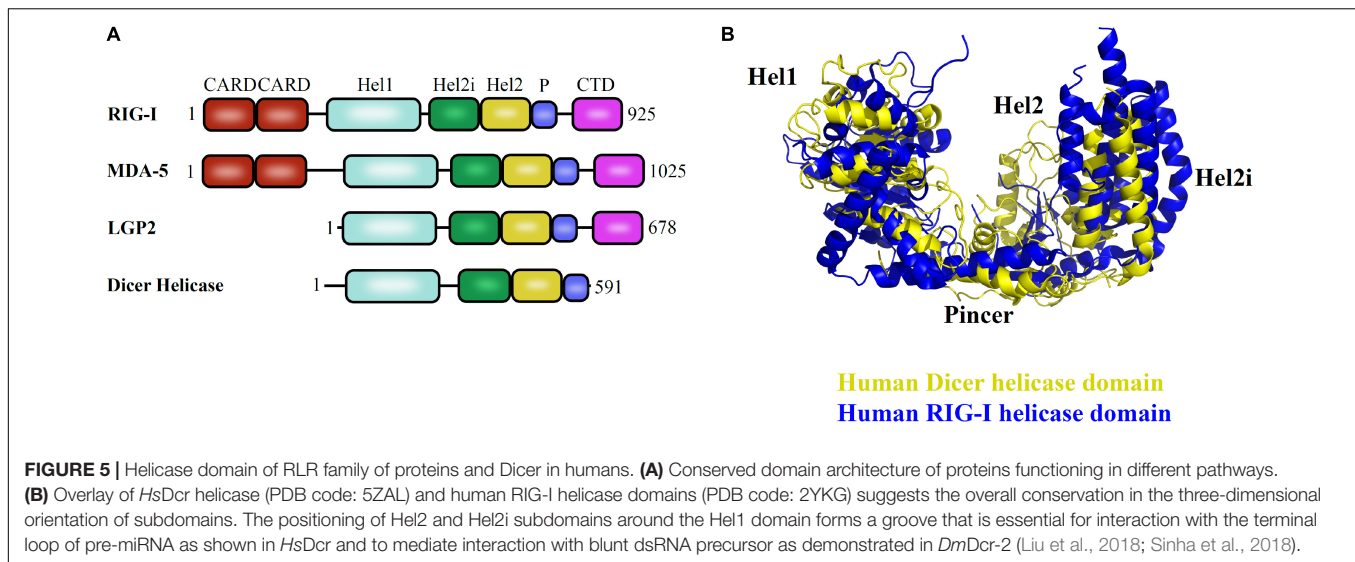 A
CARD CARD Hel1 Hel2i Hel2 P CTD
RIG-I 1 925
MDA-5 1 1025
LGP2 1 678
Dicer Helicase 1 591
B
Hel1
Hel2
Hel2i
Pincer
Human Dicer helicase domain
Human RIG-I helicase domain
FIGURE 5 | Helicase domain of RLR family of proteins and Dicer in humans. (A) Conserved domain architecture of proteins functioning in different pathways.
(B) Overlay of HsDcr helicase (PDB code: 5ZAL) and human RIG-I helicase domains (PDB code: 2YKG) suggests the overall conservation in the three-dimensional
orientation of subdomains. The positioning of Hel2 and Hel2i subdomains around the Hel1 domain forms a groove that is essential for interaction with the terminal
loop of pre-miRNA as shown in HsDcr and to mediate interaction with blunt dsRNA precursor as demonstrated in DmDcr-2 (Liu et al., 2018; Sinha et al., 2018).